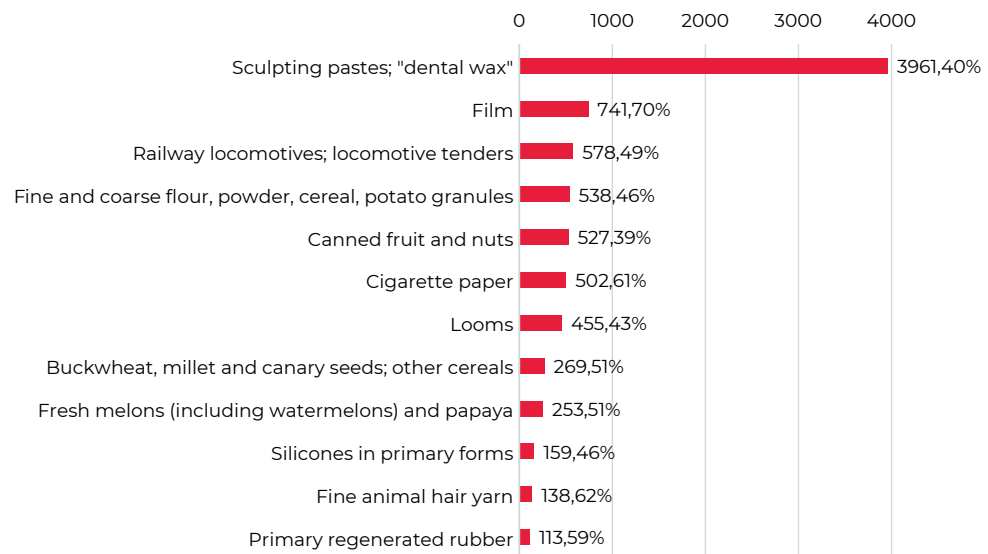 0 1000 2000 3000 4000
Sculpting pastes; "dental wax" 3961,40%
Film 741,70%
Railway locomotives; locomotive tenders 578,49%
Fine and coarse flour, powder, cereal, potato granules 538,46%
Canned fruit and nuts 527,39%
Cigarette paper 502,61%
Looms 455,43%
Buckwheat, millet and canary seeds; other cereals 269,51%
Fresh melons (including watermelons) and papaya 253,51%
Silicones in primary forms 159,46%
Fine animal hair yarn 138,62%
Primary regenerated rubber 113,59%